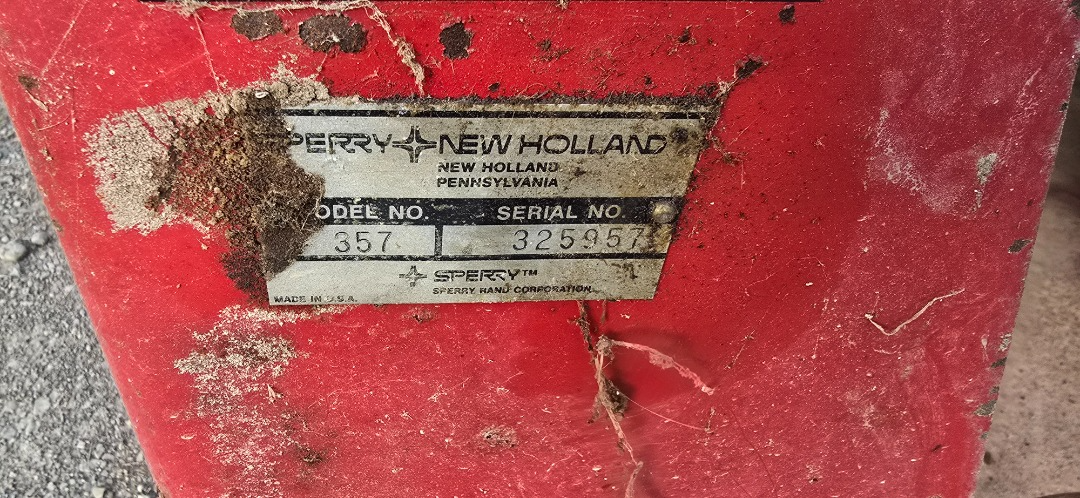 PERRY NEW HOLLAND
NEW HOLLAND
PENNSYLVANIA
ODEL NO. SERIAL NO.
357 325957
SPERRY™
SPERRY RAND CORPORATION
MADE IN U.S.A.